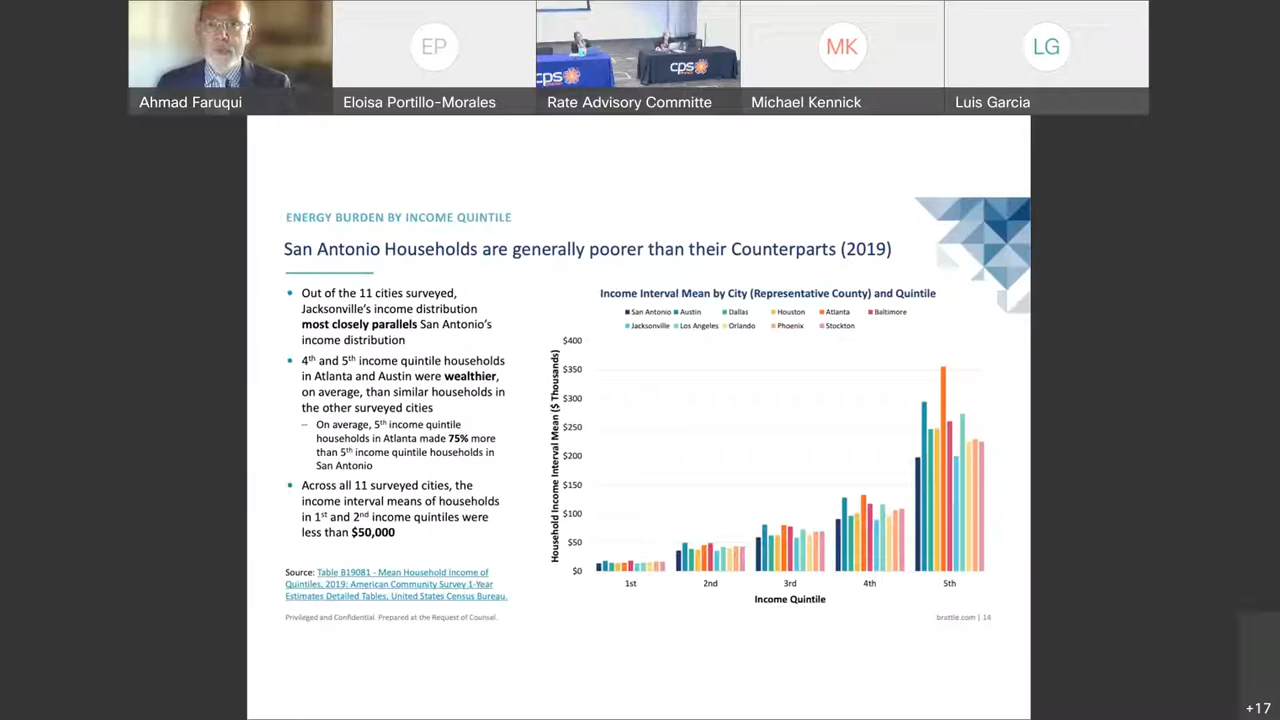 EP
MK
LG
cps
cps
Ahmad Faruqui
Eloisa Portillo-Morales
Rate Advisory Committe
Michael Kennick
Luis Garcia
ENERGY BURDEN BY INCOME QUINTILE
San Antonio Households are generally poorer than their Counterparts (2019)
• Out of the 11 cities surveyed,
Jacksonville's income distribution
most closely parallels San Antonio's
income distribution
• 4th and 5th income quintile households
in Atlanta and Austin were wealthier,
on average, than similar households in
the other surveyed cities
– On average, 5th income quintile
households in Atlanta made 75% more
than 5th income quintile households in
San Antonio
• Across all 11 surveyed cities, the
income interval means of households
in 1st and 2nd income quintiles were
less than $50,000
Source: Table B19081 - Mean Household Income of
Quintiles, 2019: American Community Survey 1-Year
Estimates Detailed Tables, United States Census Bureau.
Income Interval Mean by City (Representative County) and Quintile
San Antonio Austin Dallas Houston Atlanta Baltimore
Jacksonville Los Angeles Orlando Phoenix Stockton
Household Income Interval Mean ($ Thousands)
$400
$350
$300
$250
$200
$150
$100
$50
$0
1st 2nd 3rd 4th 5th
Income Quintile
Privileged and Confidential. Prepared at the Request of Counsel.
brattle.com | 14
+17